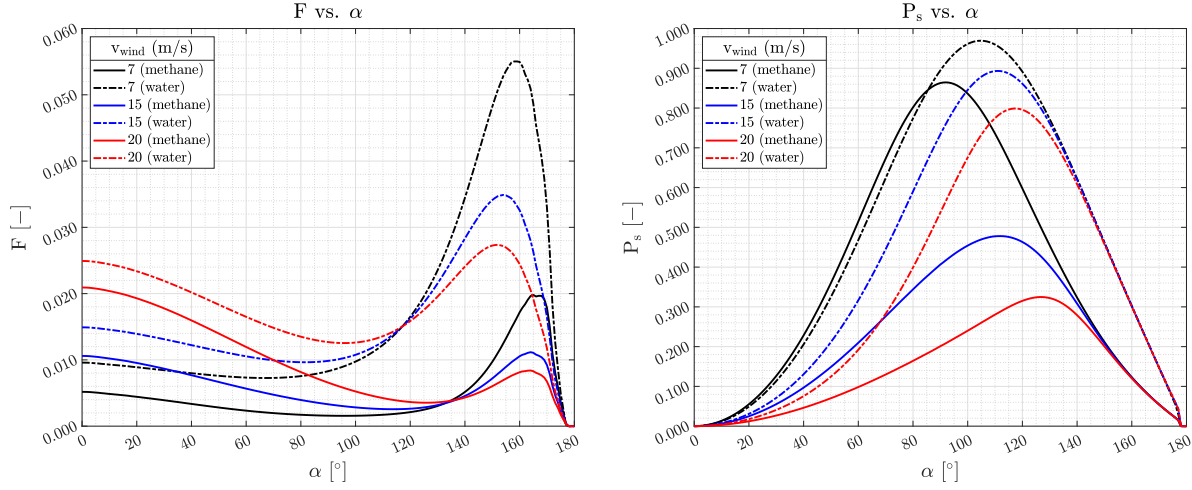 F vs. α
0.060
0.050
0.040
0.030
0.020
0.010
0.000
F [−]
v_wind (m/s)
7 (methane)
7 (water)
15 (methane)
15 (water)
20 (methane)
20 (water)
0 20 40 60 80 100 120 140 160 180
α [°]
P_s vs. α
1.000
0.900
0.800
0.700
0.600
0.500
0.400
0.300
0.200
0.100
0.000
P_s [−]
v_wind (m/s)
7 (methane)
7 (water)
15 (methane)
15 (water)
20 (methane)
20 (water)
0 20 40 60 80 100 120 140 160 180
α [°]